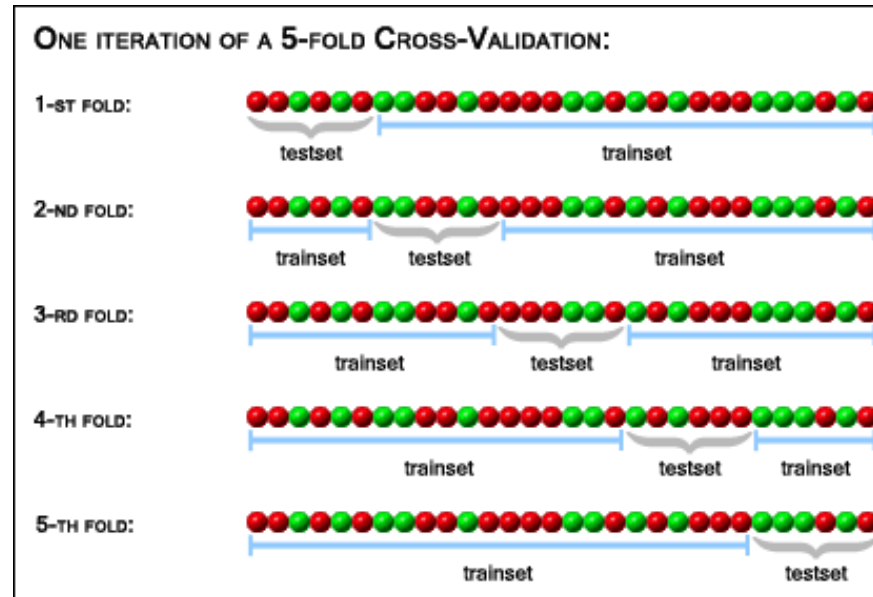 One iteration of a 5-fold Cross-Validation:
1-st fold:
testset trainset
2-nd fold:
trainset testset trainset
3-rd fold:
trainset testset trainset
4-th fold:
trainset testset trainset
5-th fold:
trainset testset